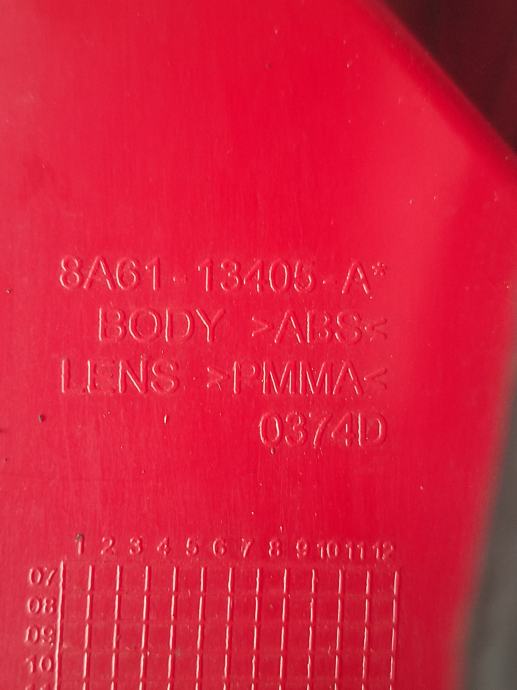 8A61-13405-A*
BODY >ABS<
LENS >PMMA<
0374D
1 2 3 4 5 6 7 8 9 10 11 12
07
08
09
10